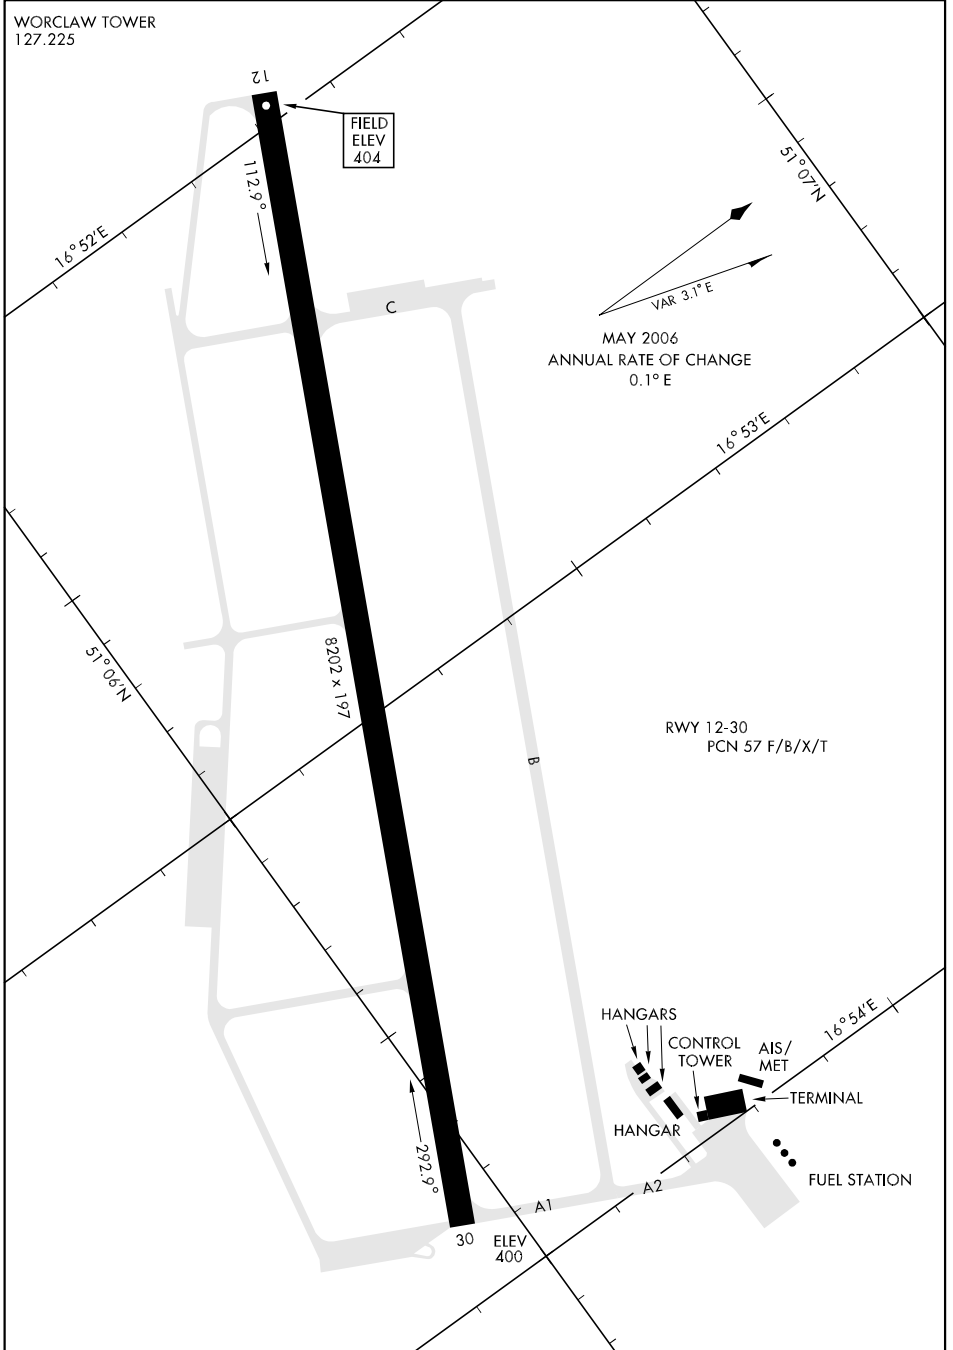 WORCLAW TOWER
127.225
12
FIELD
ELEV
404
112.9°
51°07'N
16°52'E
VAR 3.1° E
C
MAY 2006
ANNUAL RATE OF CHANGE
0.1° E
16°53'E
51°06'N
8202 x 197
RWY 12-30
PCN 57 F/B/X/T
B
HANGARS
16°54'E
CONTROL
TOWER
AIS/
MET
TERMINAL
HANGAR
292.9°
FUEL STATION
A2
A1
30
ELEV
400